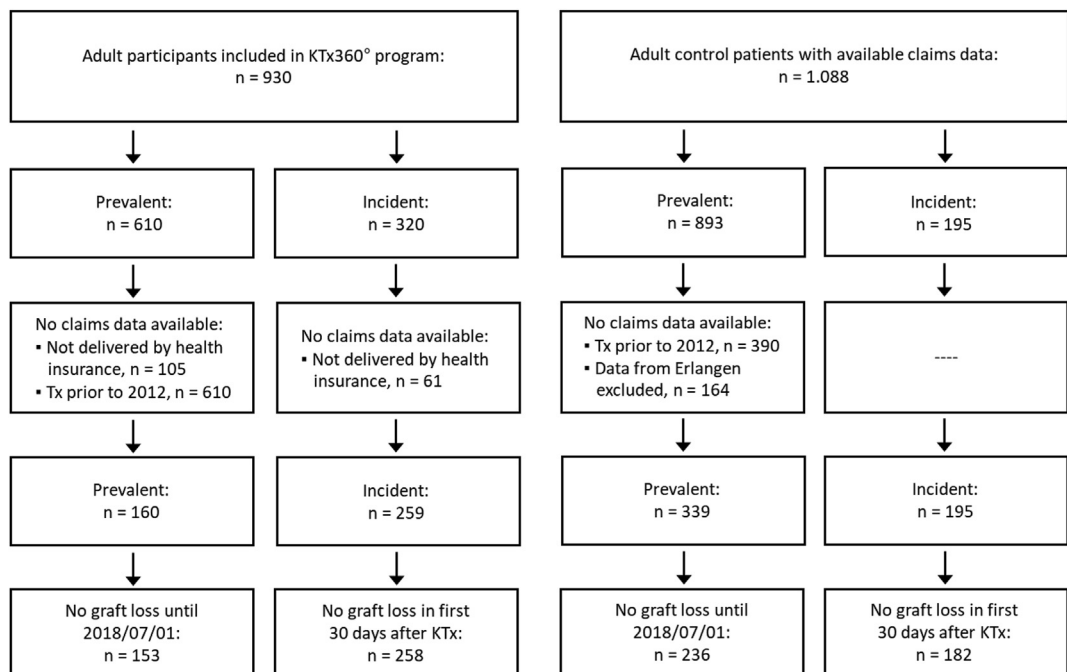 Adult participants included in KTx360° program:
n = 930
Adult control patients with available claims data:
n = 1.088
Prevalent:
n = 610
Incident:
n = 320
Prevalent:
n = 893
Incident:
n = 195
No claims data available:
▪ Not delivered by health
insurance, n = 105
▪ Tx prior to 2012, n = 610
No claims data available:
▪ Not delivered by health
insurance, n = 61
No claims data available:
▪ Tx prior to 2012, n = 390
▪ Data from Erlangen
excluded, n = 164
----
Prevalent:
n = 160
Incident:
n = 259
Prevalent:
n = 339
Incident:
n = 195
No graft loss until
2018/07/01:
n = 153
No graft loss in first
30 days after KTx:
n = 258
No graft loss until
2018/07/01:
n = 236
No graft loss in first
30 days after KTx:
n = 182